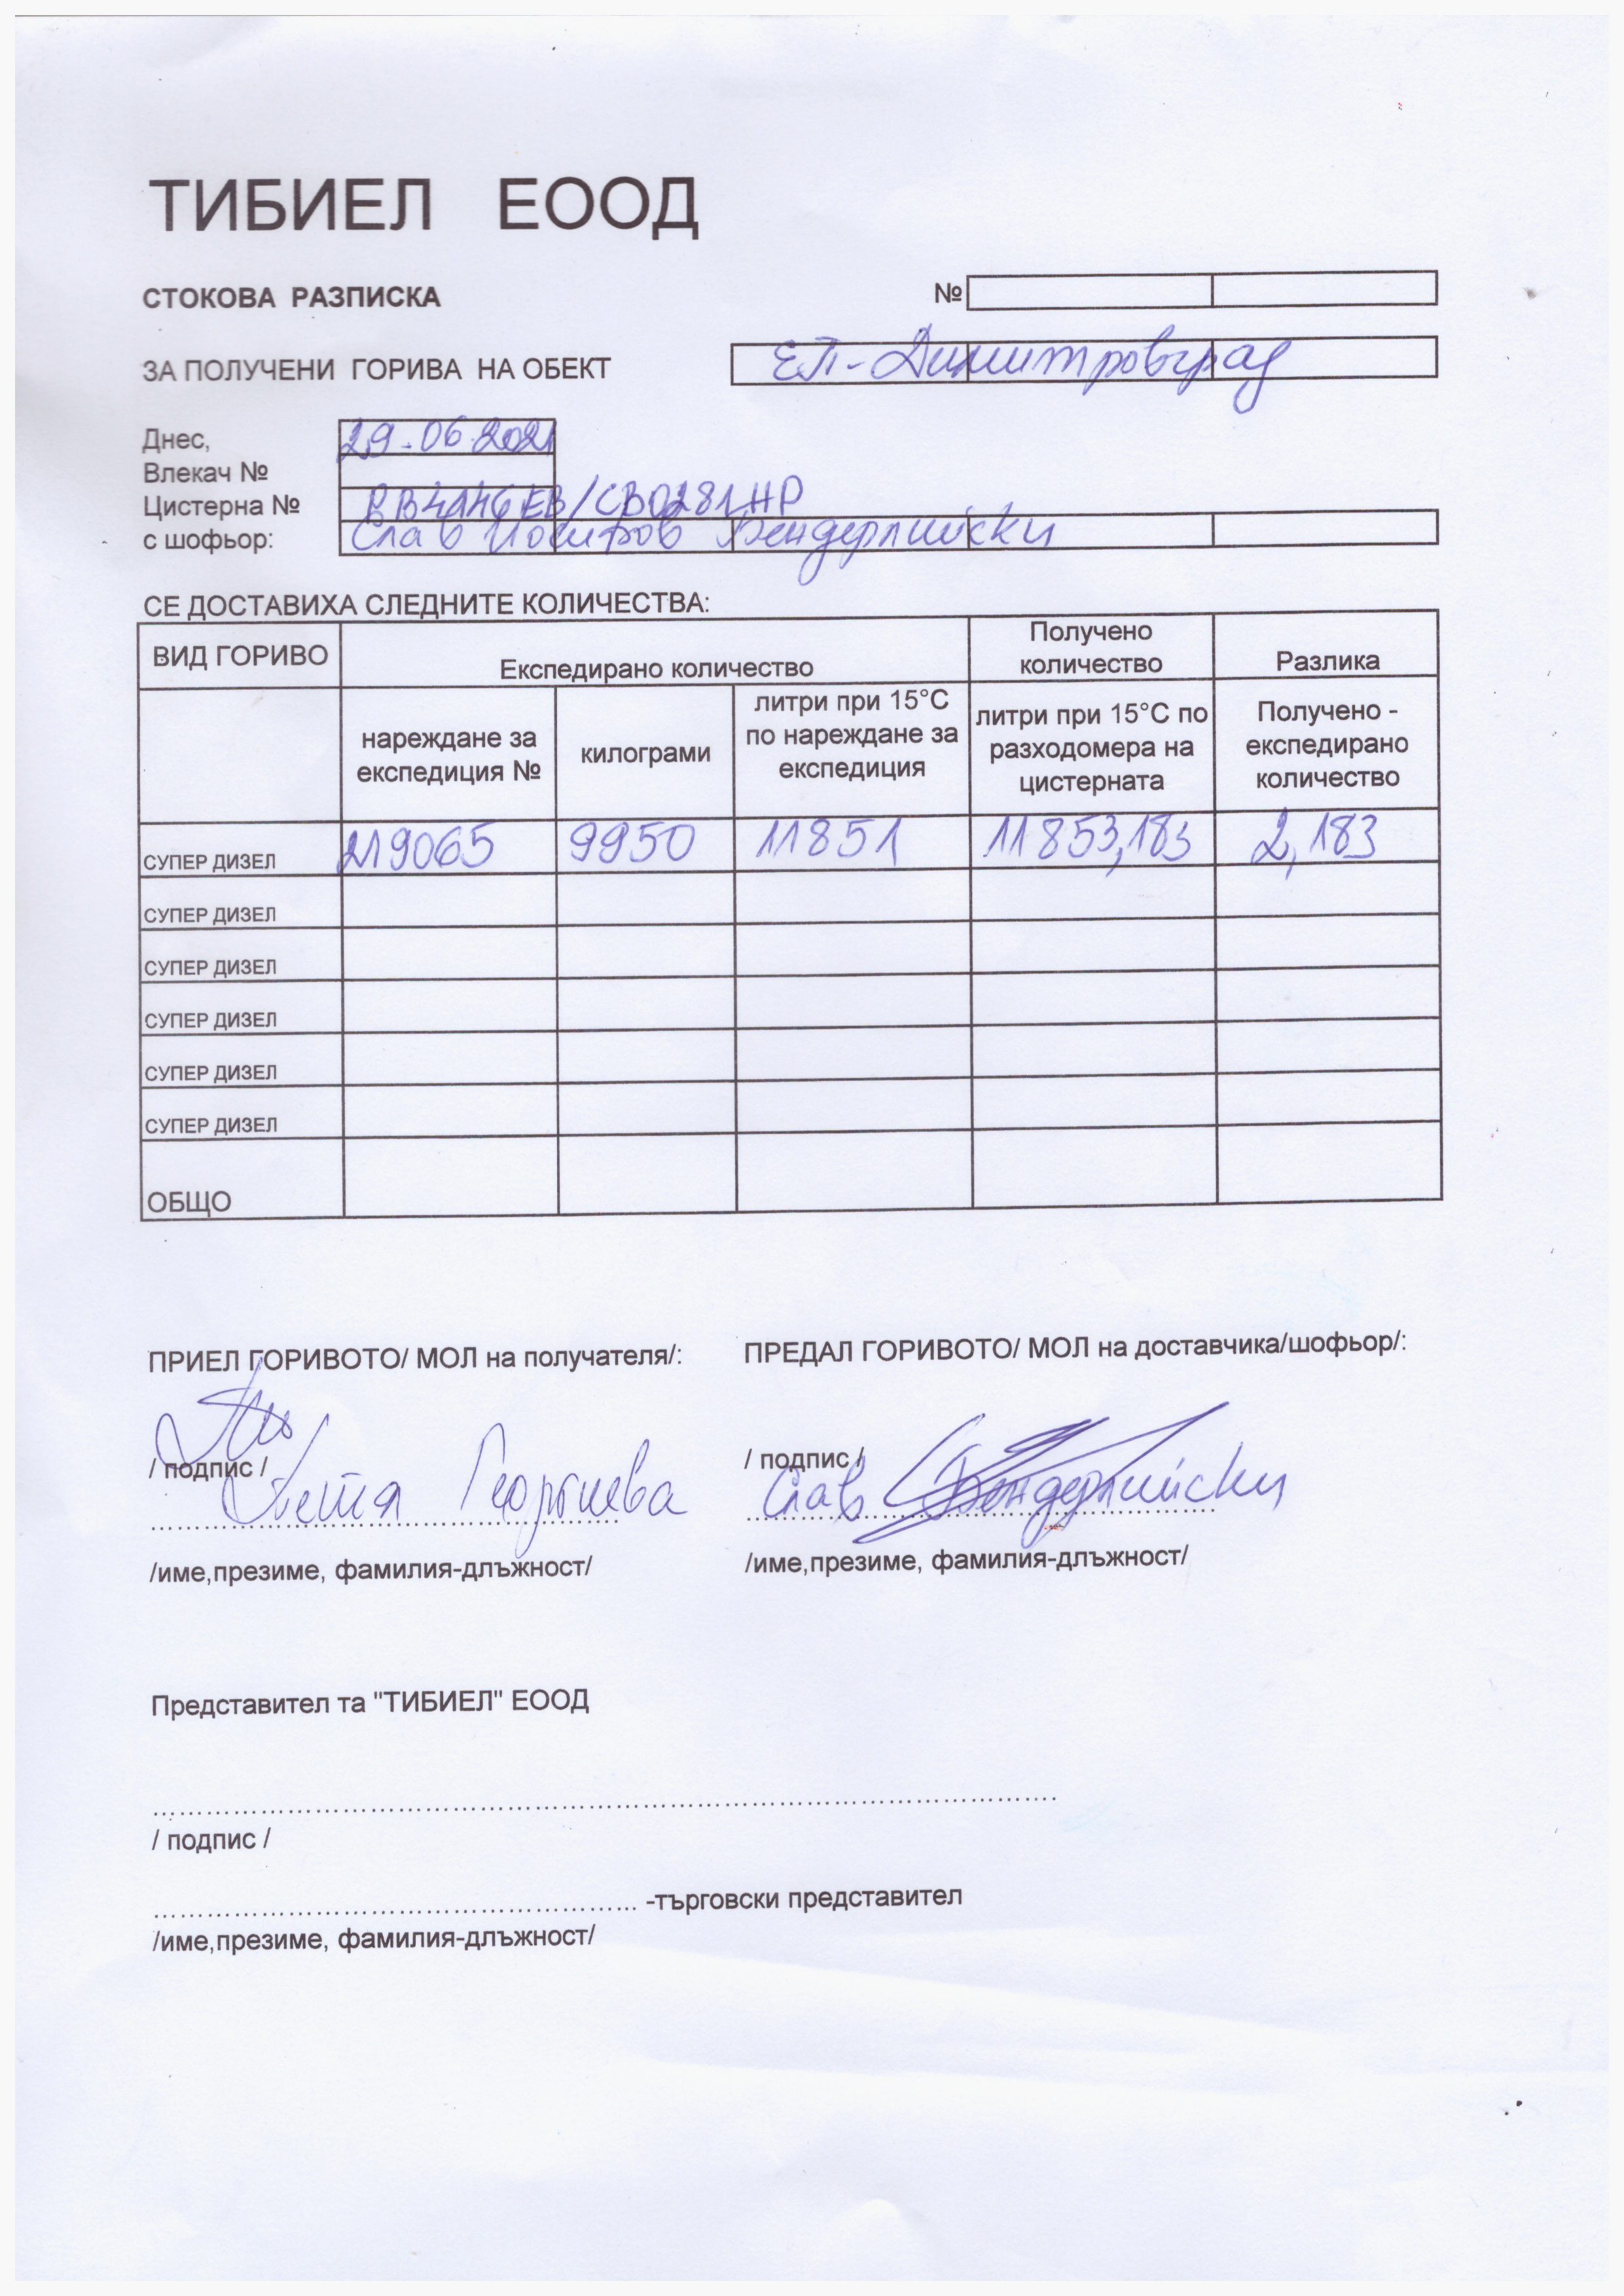 ТИБИЕЛ ЕООД
СТОКОВА РАЗПИСКА №
ЗА ПОЛУЧЕНИ ГОРИВА НА ОБЕКТ ЕП-Димитровград
Днес, 29.06.2021
Влекач №
Цистерна № /СВ0281НР
с шофьор: Слав Бендерлийски
СЕ ДОСТАВИХА СЛЕДНИТЕ КОЛИЧЕСТВА:
ВИД ГОРИВО Експедирано количество Получено количество Разлика
нареждане за експедиция № килограми литри при 15°C по нареждане за експедиция литри при 15°C по разходомера на цистерната Получено - експедирано количество
СУПЕР ДИЗЕЛ 219065 9950 11851 11853,183 2,183
СУПЕР ДИЗЕЛ
СУПЕР ДИЗЕЛ
СУПЕР ДИЗЕЛ
СУПЕР ДИЗЕЛ
СУПЕР ДИЗЕЛ
ОБЩО
ПРИЕЛ ГОРИВОТО/ МОЛ на получателя/: ПРЕДАЛ ГОРИВОТО/ МОЛ на доставчика/шофьор/:
/ подпис / / подпис /
Петя Георгиева Слав Бендерлийски
/име,презиме, фамилия-длъжност/ /име,презиме, фамилия-длъжност/
Представител та "ТИБИЕЛ" ЕООД
/ подпис /
-търговски представител
/име,презиме, фамилия-длъжност/